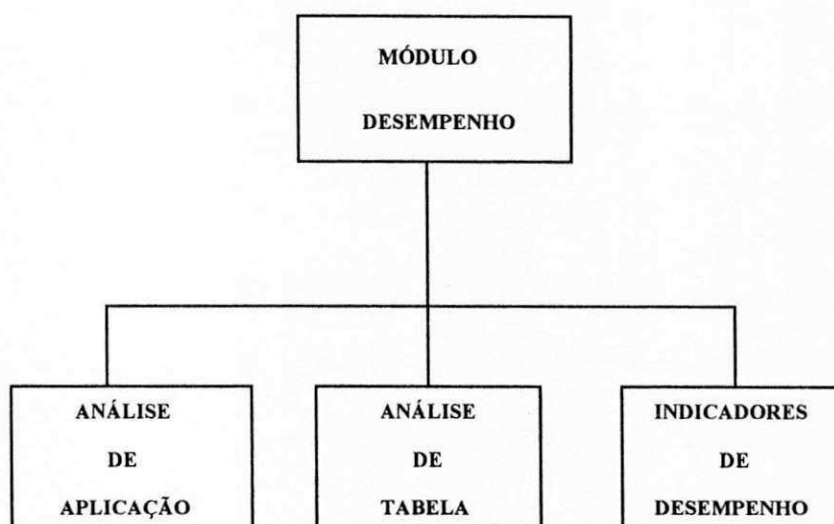 MÓDULO
DESEMPENHO
ANÁLISE
DE
APLICAÇÃO
ANÁLISE
DE
TABELA
INDICADORES
DE
DESEMPENHO